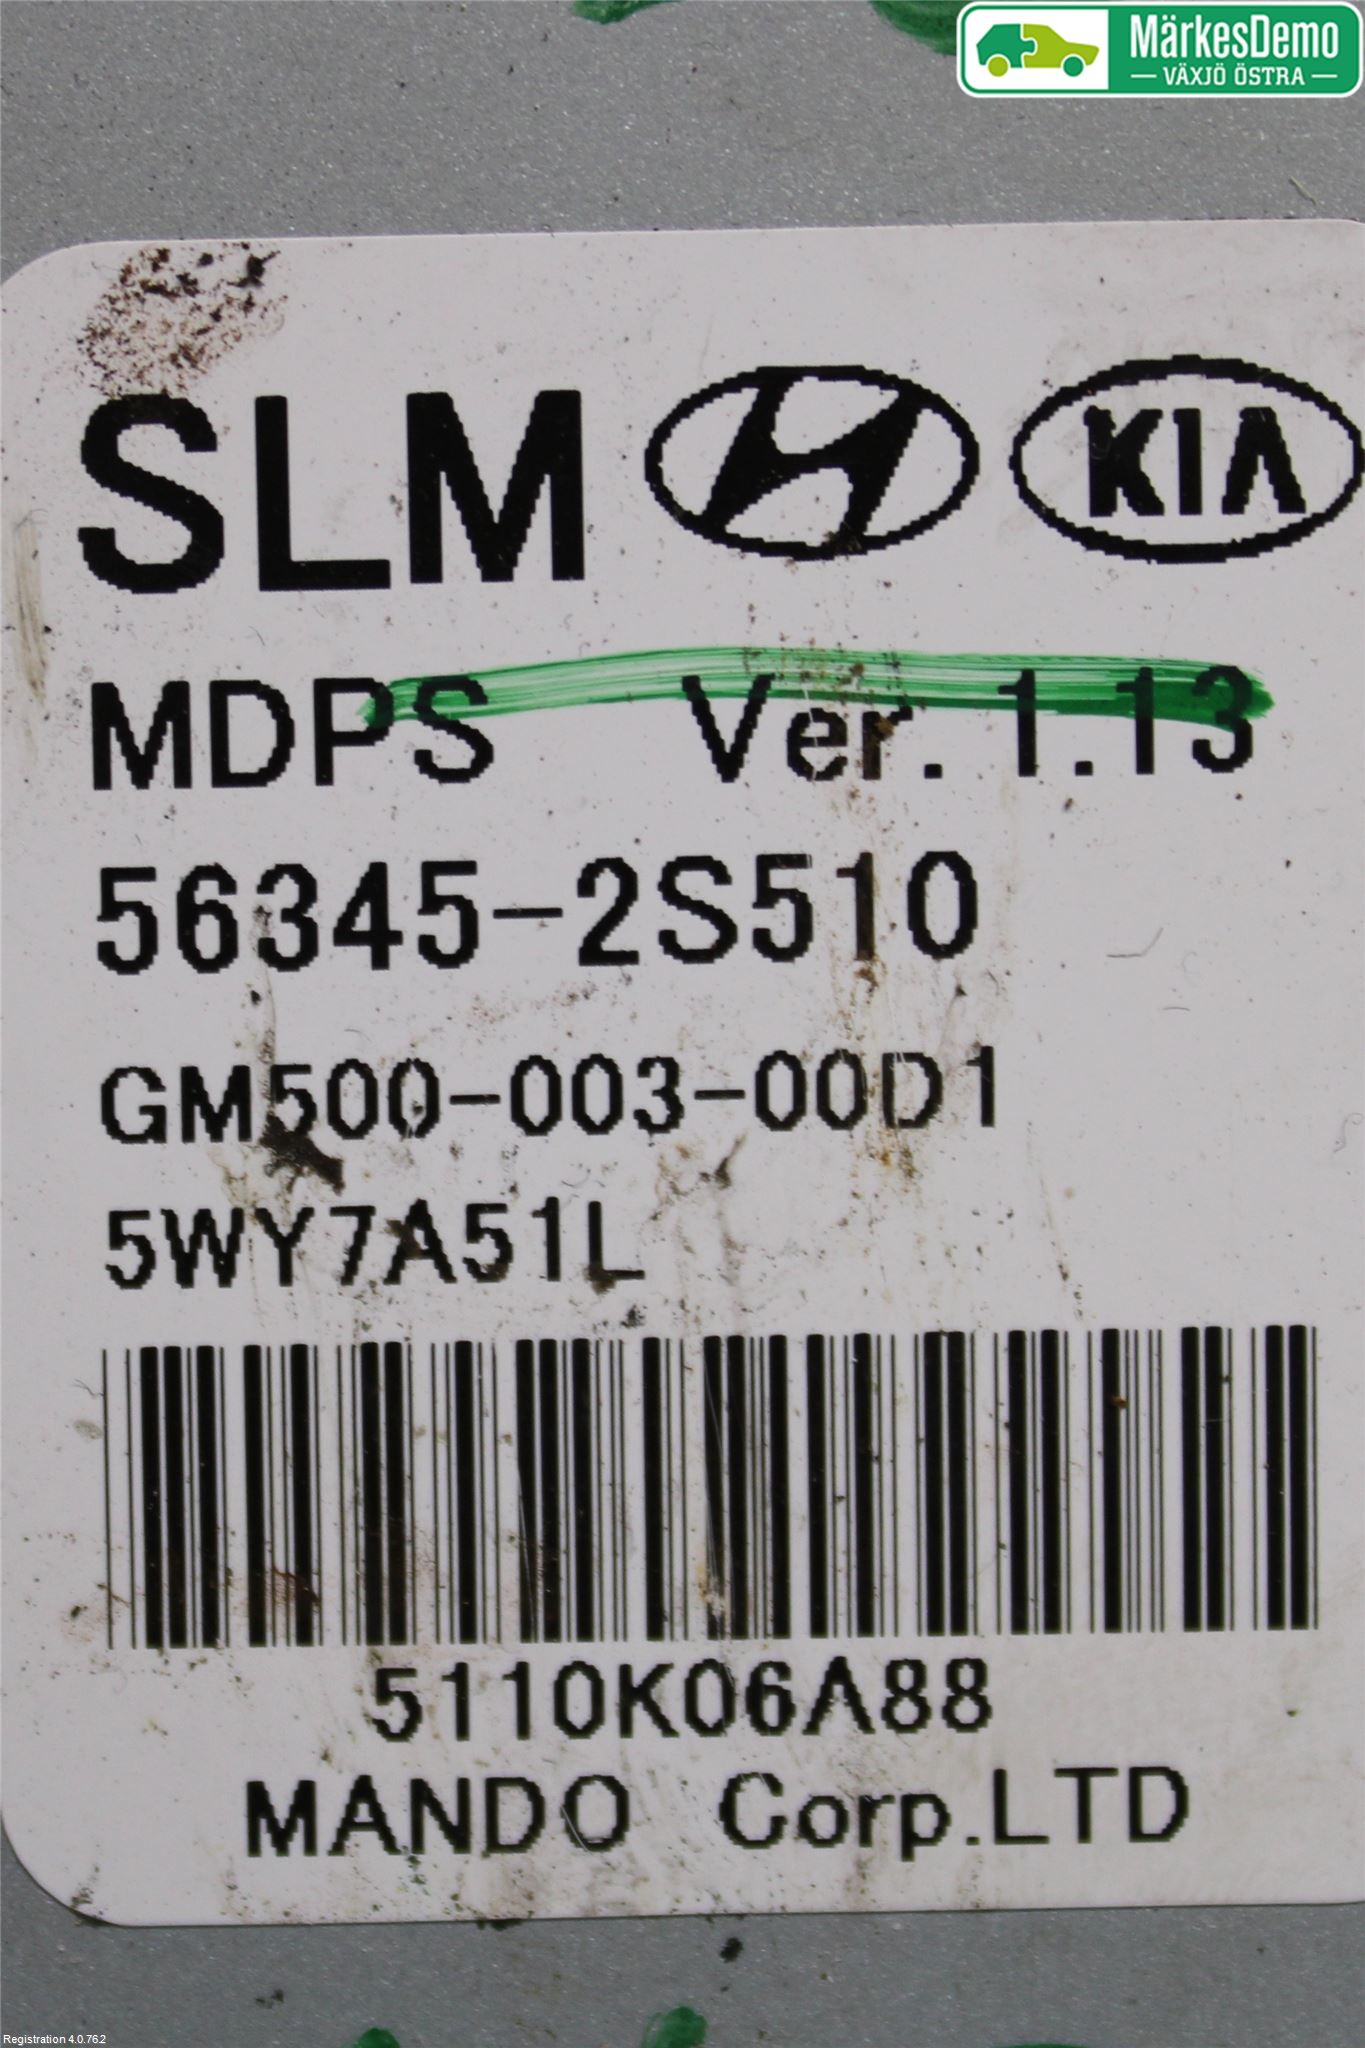 MärkesDemo
VÄXJÖ ÖSTRA
SLM KIA
MDPS Ver. 1.13
56345-2S510
GM500-003-00D1
5WY7A51L
5110K06A88
MANDO Corp.LTD
Registration 4.0.762